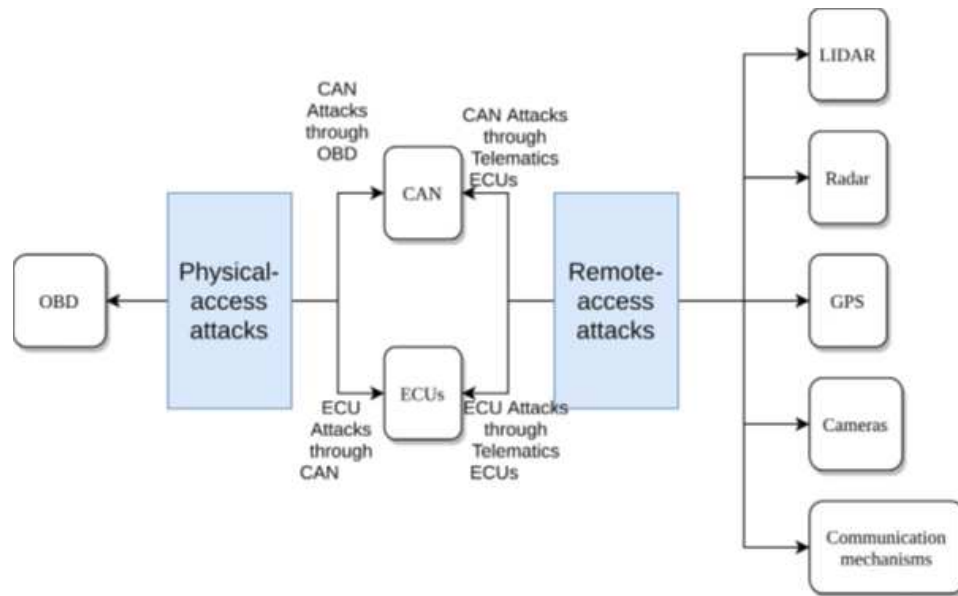 OBD
Physical-
access
attacks
CAN
Attacks
through
OBD
CAN
CAN Attacks
through
Telematics
ECUs
ECU
Attacks
through
CAN
ECUs
ECU Attacks
through
Telematics
ECUs
Remote-
access
attacks
LIDAR
Radar
GPS
Cameras
Communication
mechanisms